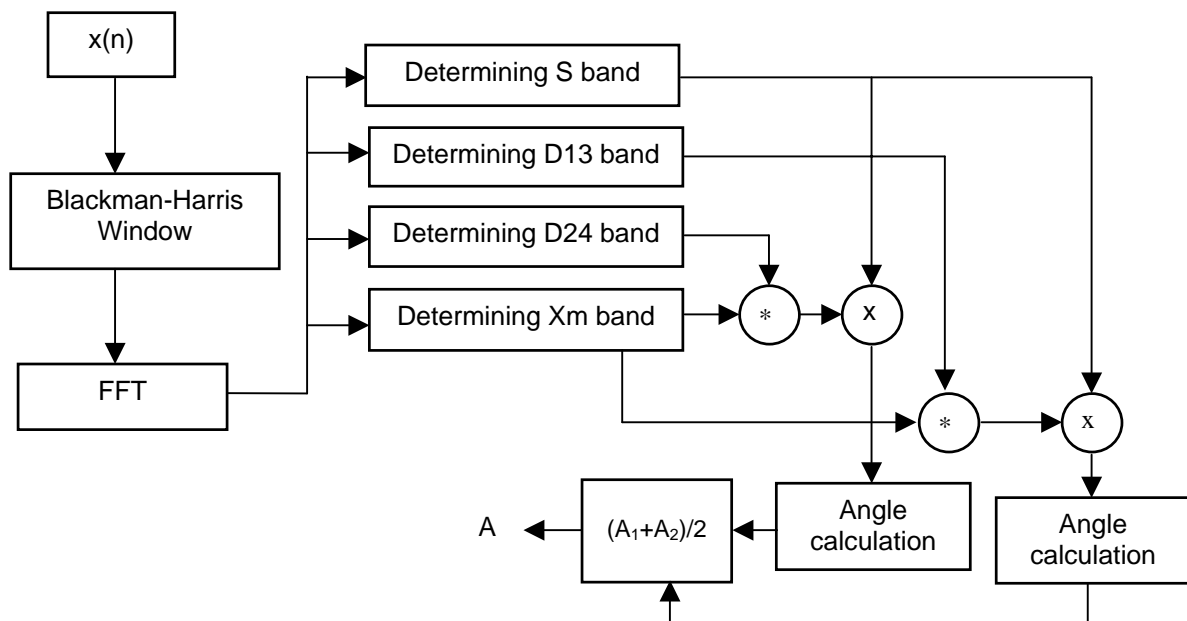 x(n)
Determining S band
Determining D13 band
Blackman-Harris
Window
Determining D24 band
Determining Xm band
*
x
FFT
*
x
A
(A₁+A₂)/2
Angle
calculation
Angle
calculation